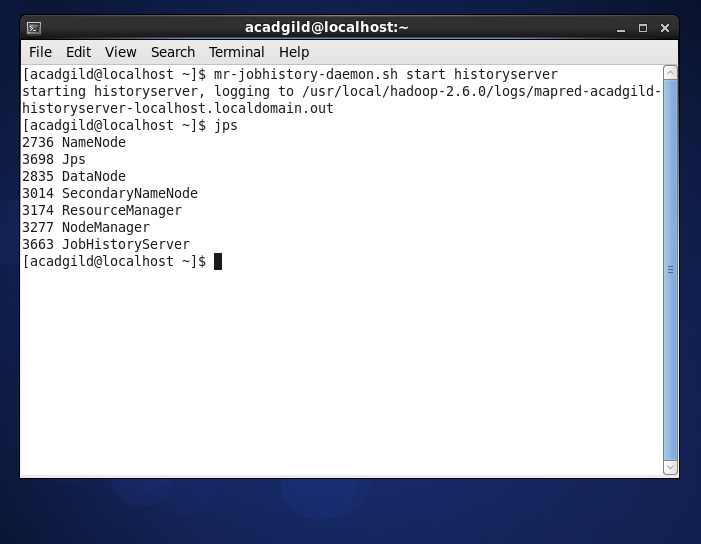 acadgild@localhost:~
File Edit View Search Terminal Help
[acadgild@localhost ~]$ mr-jobhistory-daemon.sh start historyserver
starting historyserver, logging to /usr/local/hadoop-2.6.0/logs/mapred-acadgild-
historyserver-localhost.localdomain.out
[acadgild@localhost ~]$ jps
2736 NameNode
3698 Jps
2835 DataNode
3014 SecondaryNameNode
3174 ResourceManager
3277 NodeManager
3663 JobHistoryServer
[acadgild@localhost ~]$